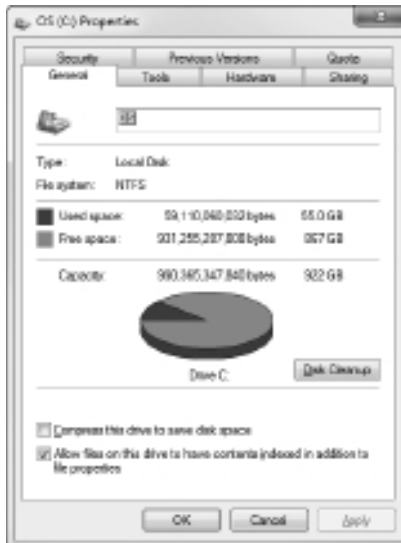 OS (C:) Properties
Security Previous Versions Quota
General Tools Hardware Sharing
OS
Type: Local Disk
File system: NTFS
Used space: 59,110,060,032 bytes 55.0 GB
Free space: 931,255,287,808 bytes 867 GB
Capacity: 990,365,347,840 bytes 922 GB
Drive C:
Disk Cleanup
Compress this drive to save disk space
Allow files on this drive to have contents indexed in addition to
file properties
OK Cancel Apply